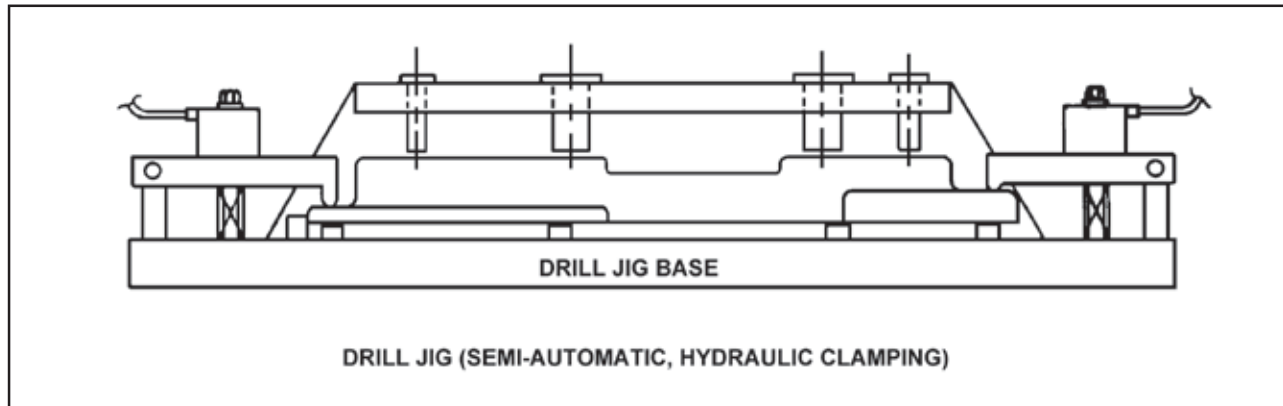 DRILL JIG BASE
DRILL JIG (SEMI-AUTOMATIC, HYDRAULIC CLAMPING)